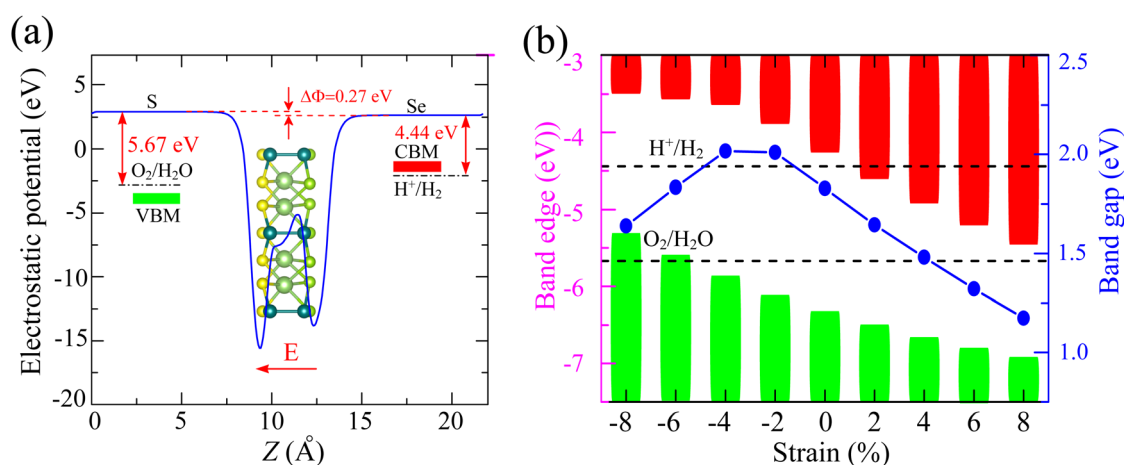 (a)
Electrostatic potential (eV)
5
0
-5
-10
-15
-20
S
ΔΦ=0.27 eV
Se
5.67 eV
4.44 eV
O₂/H₂O
VBM
CBM
H⁺/H₂
E
0 5 10 15 20
Z (Å)
(b)
Band edge (eV))
-3
-4
-5
-6
-7
H⁺/H₂
O₂/H₂O
2.5
2.0
1.5
1.0
Band gap (eV)
-8 -6 -4 -2 0 2 4 6 8
Strain (%)